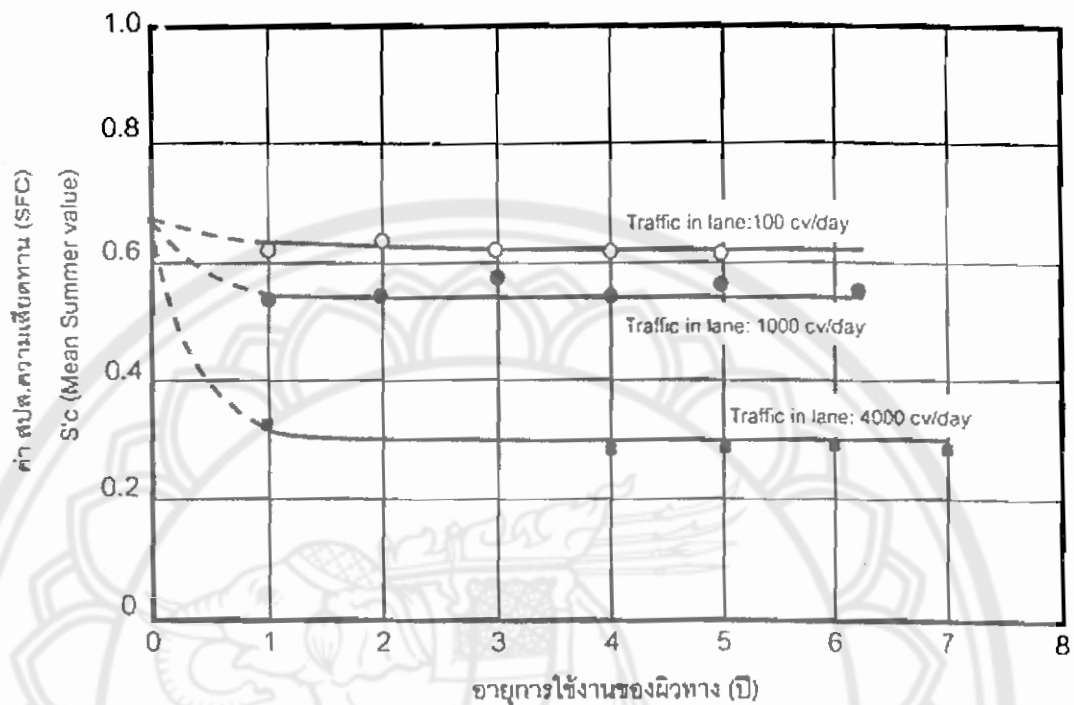 ค่า สปส.ความเสียดทาน (SFC)
S'c (Mean Summer value)
1.0
0.8
0.6
0.4
0.2
0
Traffic in lane:100 cv/day
Traffic in lane: 1000 cv/day
Traffic in lane: 4000 cv/day
0 1 2 3 4 5 6 7 8
อายุการใช้งานของผิวทาง (ปี)